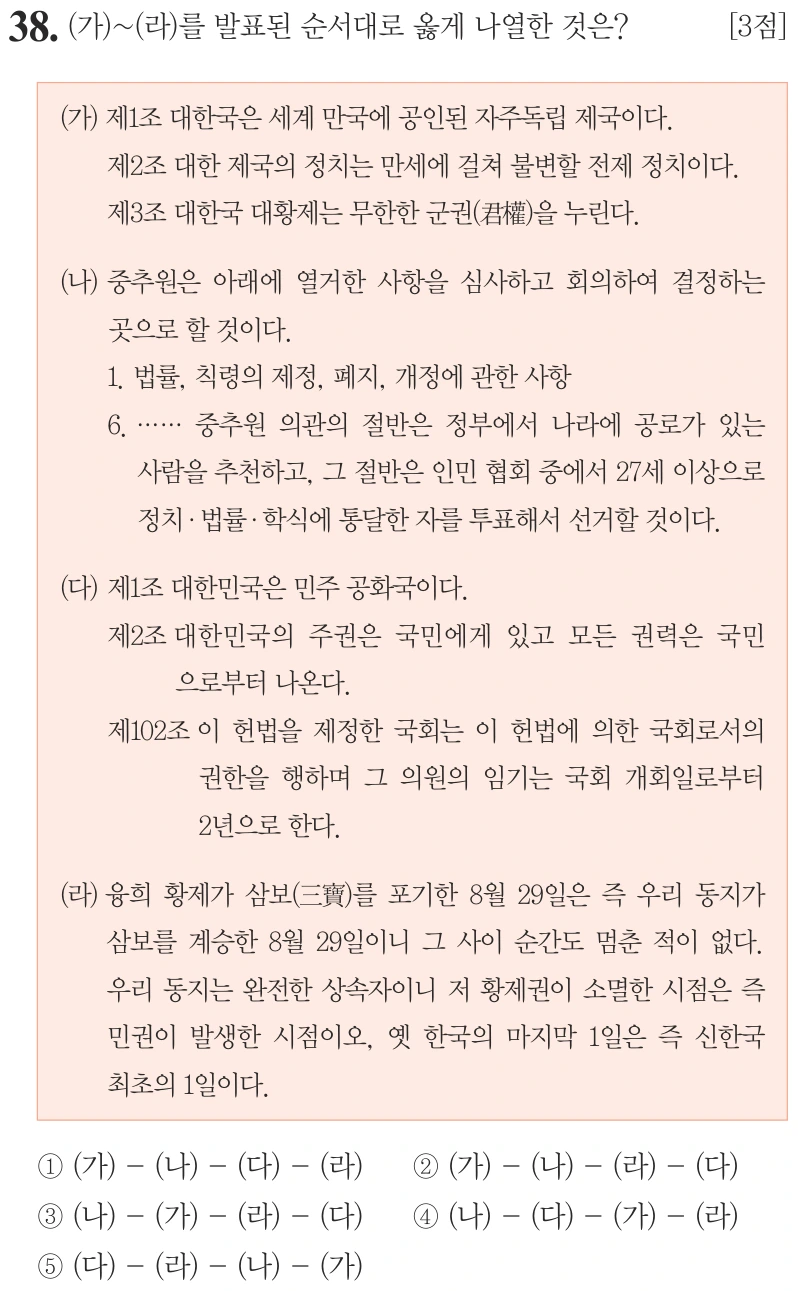 38. (가)~(라)를 발표된 순서대로 옳게 나열한 것은? [3점]
(가) 제1조 대한국은 세계 만국에 공인된 자주독립 제국이다.
제2조 대한 제국의 정치는 만세에 걸쳐 불변할 전제 정치이다.
제3조 대한국 대황제는 무한한 군권(君權)을 누린다.
(나) 중추원은 아래에 열거한 사항을 심사하고 회의하여 결정하는
곳으로 할 것이다.
1. 법률, 칙령의 제정, 폐지, 개정에 관한 사항
6. …… 중추원 의관의 절반은 정부에서 나라에 공로가 있는
사람을 추천하고, 그 절반은 인민 협회 중에서 27세 이상으로
정치·법률·학식에 통달한 자를 투표해서 선거할 것이다.
(다) 제1조 대한민국은 민주 공화국이다.
제2조 대한민국의 주권은 국민에게 있고 모든 권력은 국민
으로부터 나온다.
제102조 이 헌법을 제정한 국회는 이 헌법에 의한 국회로서의
권한을 행하며 그 의원의 임기는 국회 개회일로부터
2년으로 한다.
(라) 융희 황제가 삼보(三寶)를 포기한 8월 29일은 즉 우리 동지가
삼보를 계승한 8월 29일이니 그 사이 순간도 멈춘 적이 없다.
우리 동지는 완전한 상속자이니 저 황제권이 소멸한 시점은 즉
민권이 발생한 시점이오, 옛 한국의 마지막 1일은 즉 신한국
최초의 1일이다.
① (가) - (나) - (다) - (라) ② (가) - (나) - (라) - (다)
③ (나) - (가) - (라) - (다) ④ (나) - (다) - (가) - (라)
⑤ (다) - (라) - (나) - (가)